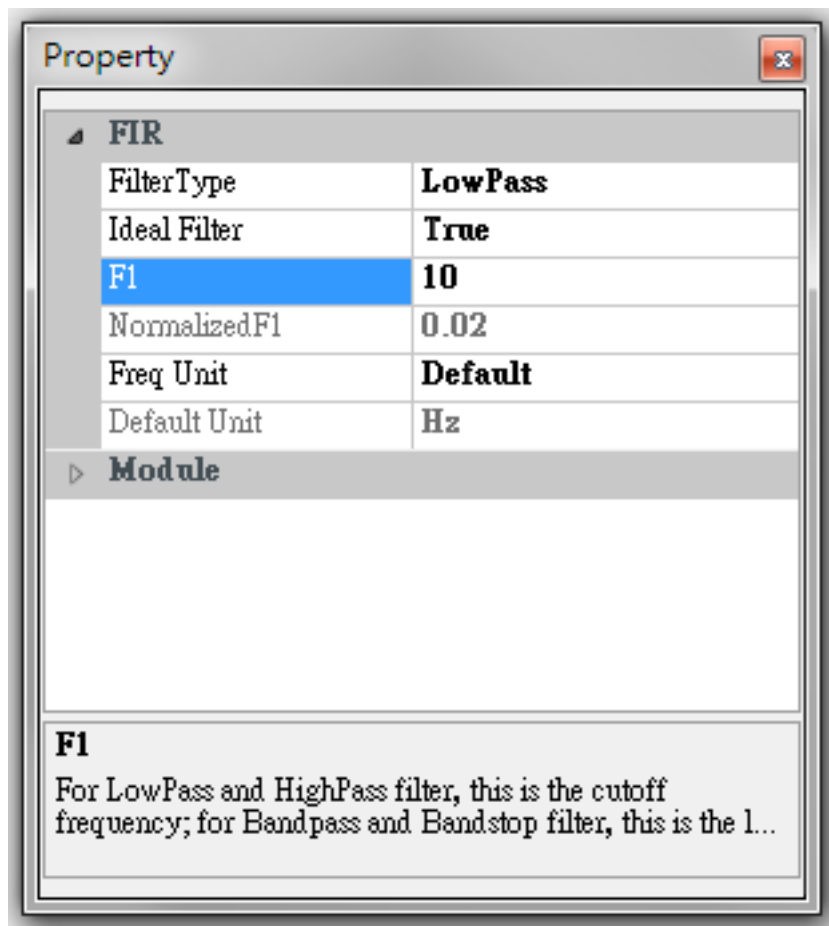 Property
FIR
FilterType LowPass
Ideal Filter True
F1 10
NormalizedF1 0.02
Freq Unit Default
Default Unit Hz
Module
F1
For LowPass and HighPass filter, this is the cutoff
frequency; for Bandpass and Bandstop filter, this is the l...